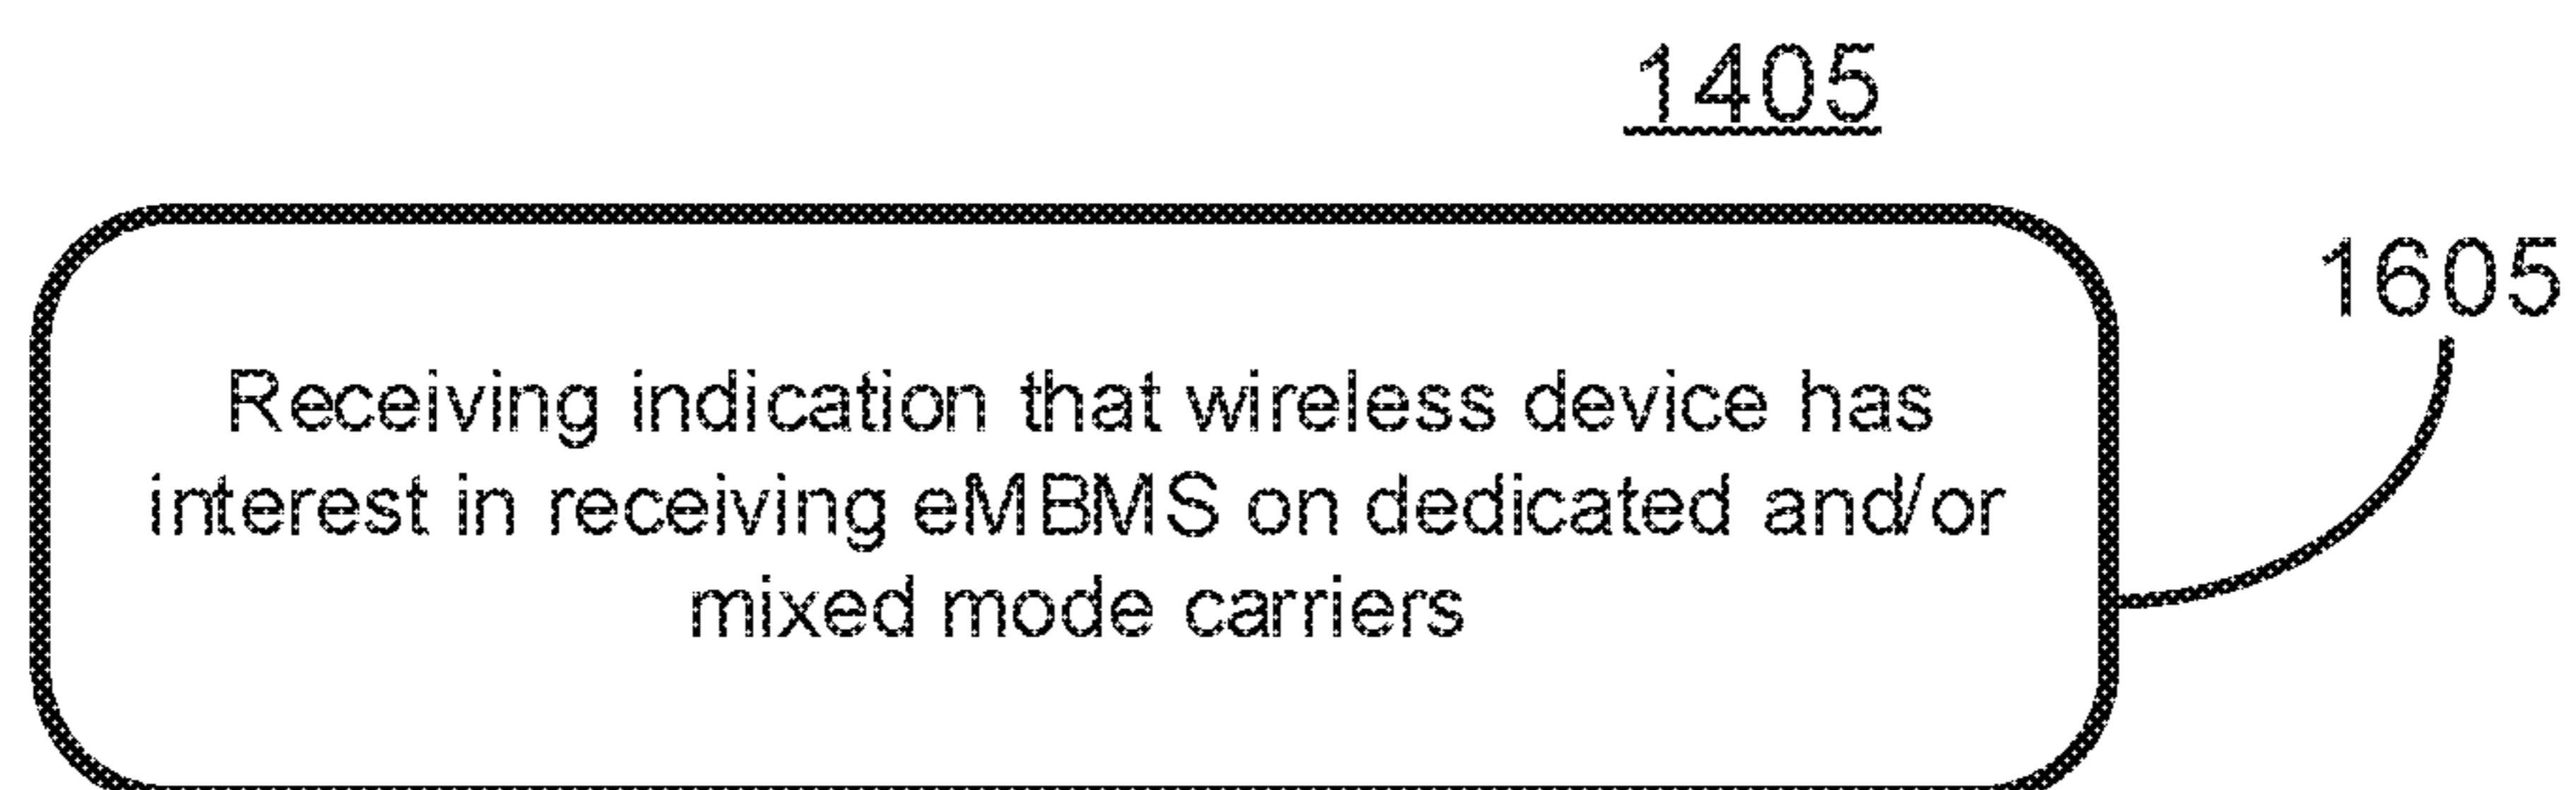 1405
1605
Receiving indication that wireless device has
interest in receiving eMBMS on dedicated and/or
mixed mode carriers